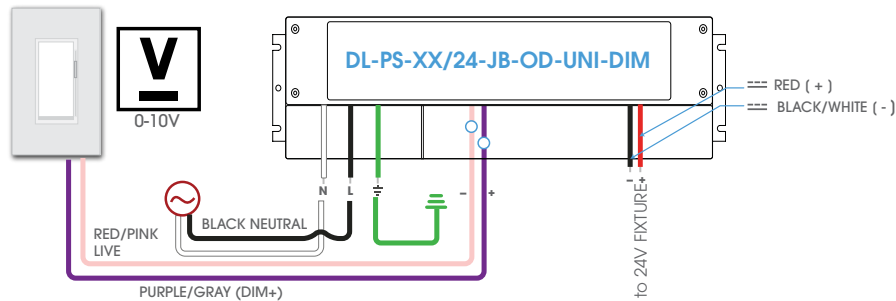 V
0-10V
DL-PS-XX/24-JB-OD-UNI-DIM
RED ( + )
BLACK/WHITE ( - )
N
L
-
+
-
+
BLACK NEUTRAL
RED/PINK
LIVE
to 24V FIXTURE
PURPLE/GRAY (DIM+)